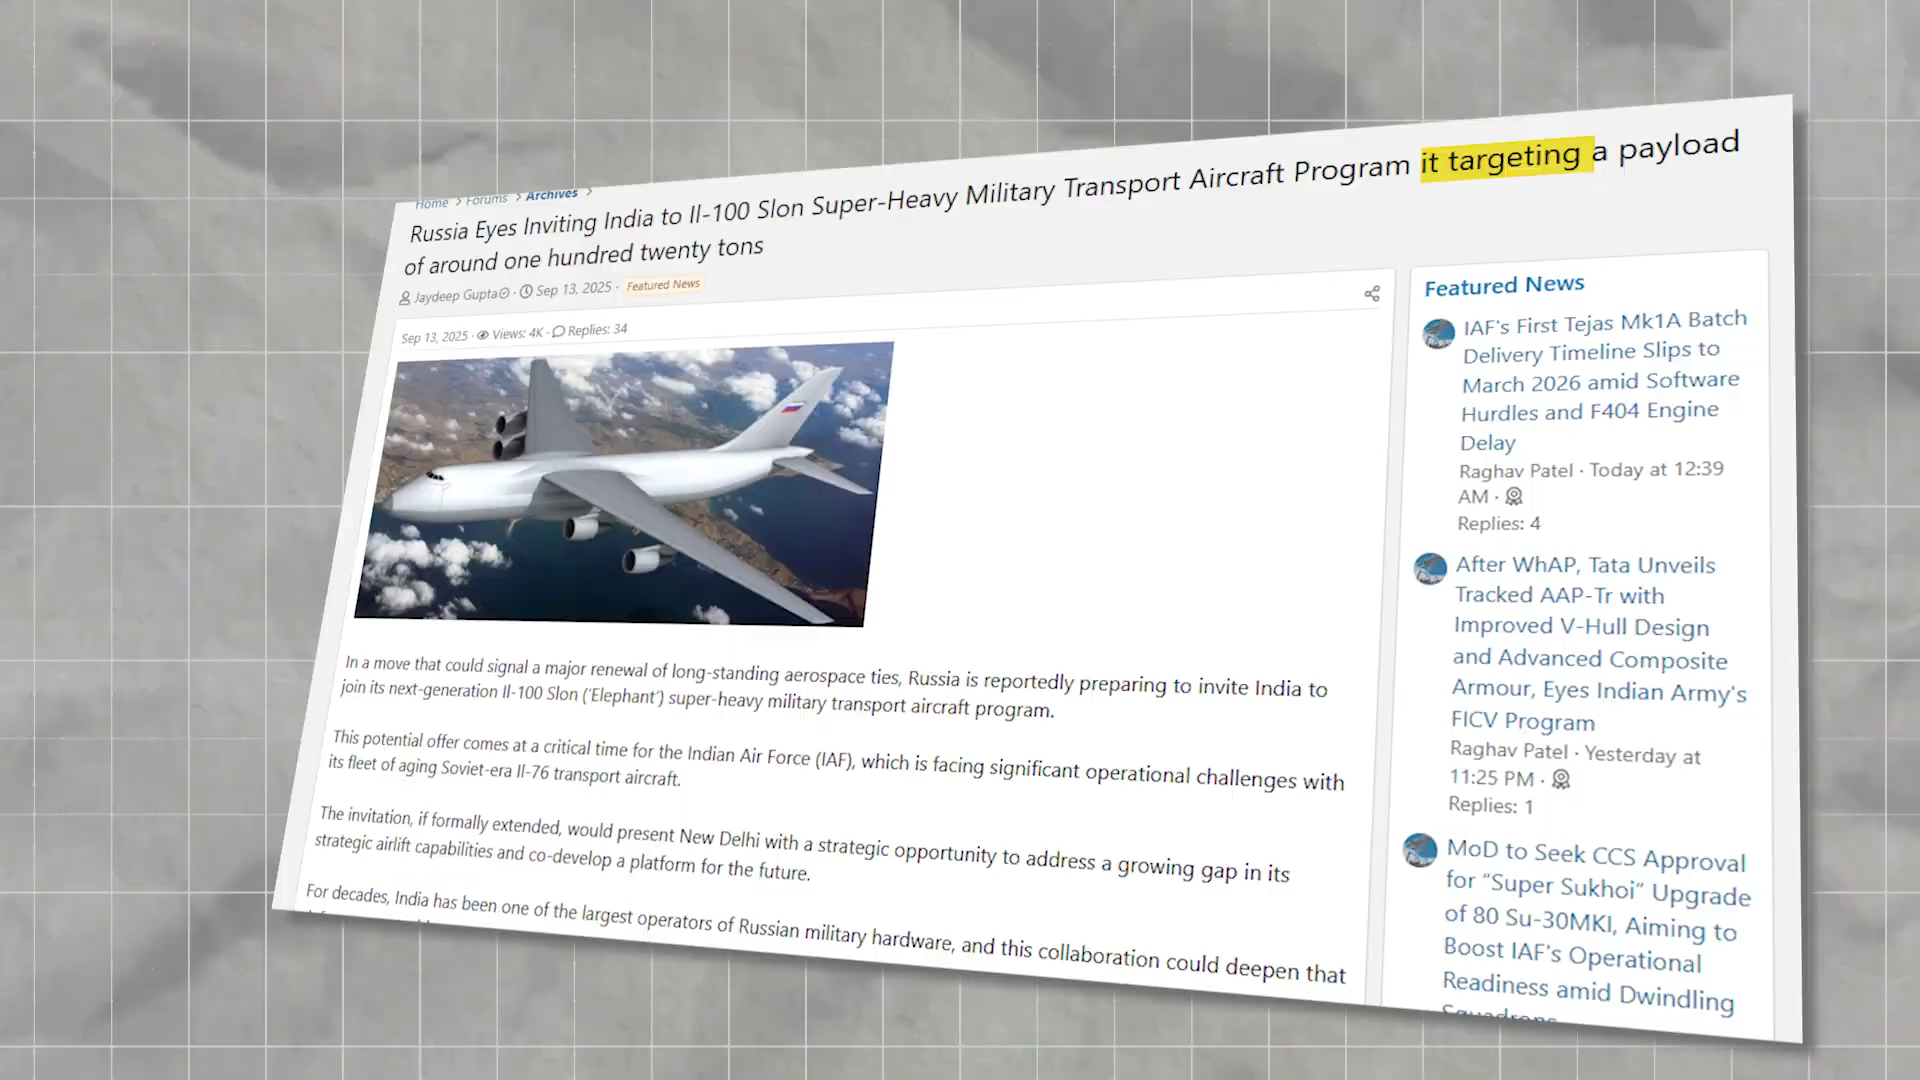 Home > Forums > Archives >
Russia Eyes Inviting India to Il-100 Slon Super-Heavy Military Transport Aircraft Program it targeting a payload
of around one hundred twenty tons
Jaydeep Gupta · Sep 13, 2025 · Featured News
Sep 13, 2025 · Views: 4K · Replies: 34
In a move that could signal a major renewal of long-standing aerospace ties, Russia is reportedly preparing to invite India to
join its next-generation Il-100 Slon ('Elephant') super-heavy military transport aircraft program.
This potential offer comes at a critical time for the Indian Air Force (IAF), which is facing significant operational challenges with
its fleet of aging Soviet-era Il-76 transport aircraft.
The invitation, if formally extended, would present New Delhi with a strategic opportunity to address a growing gap in its
strategic airlift capabilities and co-develop a platform for the future.
For decades, India has been one of the largest operators of Russian military hardware, and this collaboration could deepen that
Featured News
IAF's First Tejas Mk1A Batch
Delivery Timeline Slips to
March 2026 amid Software
Hurdles and F404 Engine
Delay
Raghav Patel · Today at 12:39
AM ·
Replies: 4
After WhAP, Tata Unveils
Tracked AAP-Tr with
Improved V-Hull Design
and Advanced Composite
Armour, Eyes Indian Army's
FICV Program
Raghav Patel · Yesterday at
11:25 PM ·
Replies: 1
MoD to Seek CCS Approval
for “Super Sukhoi” Upgrade
of 80 Su-30MKI, Aiming to
Boost IAF's Operational
Readiness amid Dwindling
Squadrons